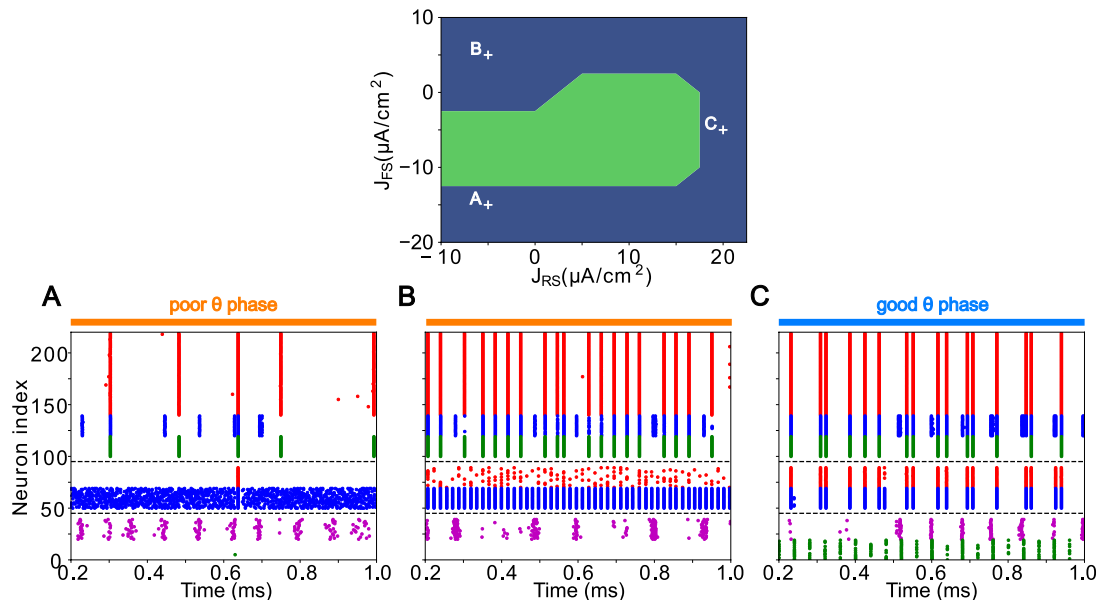 10
0
−10
−20
J_FS(μA/cm²)
B
C
A
−10
0
10
20
J_RS(μA/cm²)
A
poor θ phase
B
C
good θ phase
200
150
100
50
0
Neuron index
0.2 0.4 0.6 0.8 1.0
Time (ms)
0.2 0.4 0.6 0.8 1.0
Time (ms)
0.2 0.4 0.6 0.8 1.0
Time (ms)